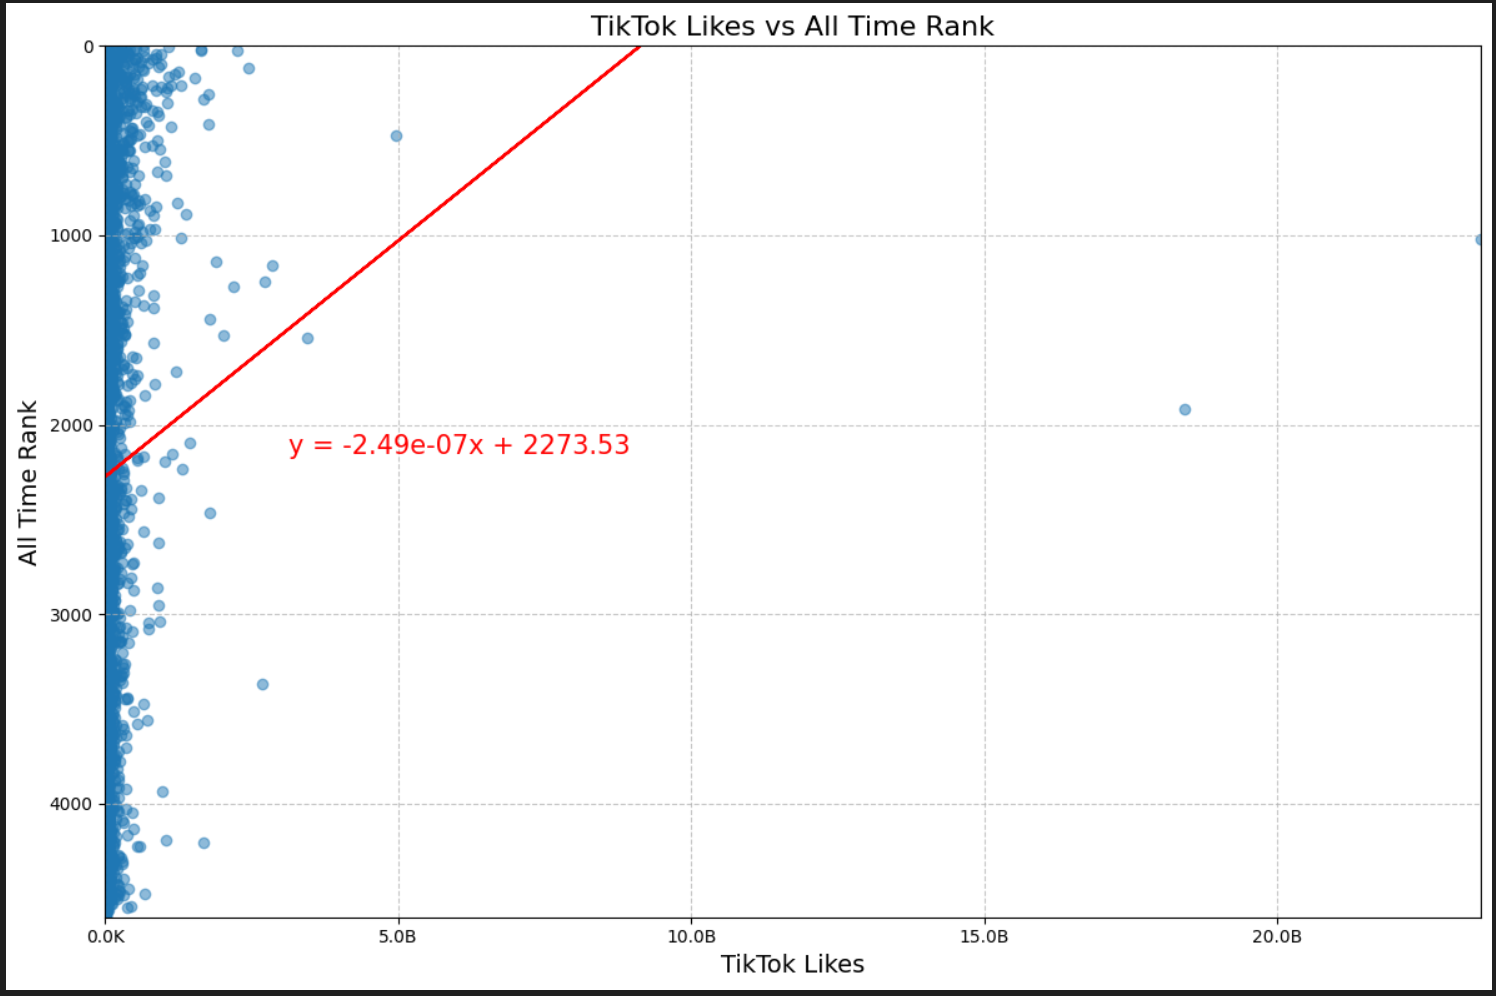 TikTok Likes vs All Time Rank
0
1000
2000
3000
4000
All Time Rank
y = -2.49e-07x + 2273.53
0.0K
5.0B
10.0B
15.0B
20.0B
TikTok Likes